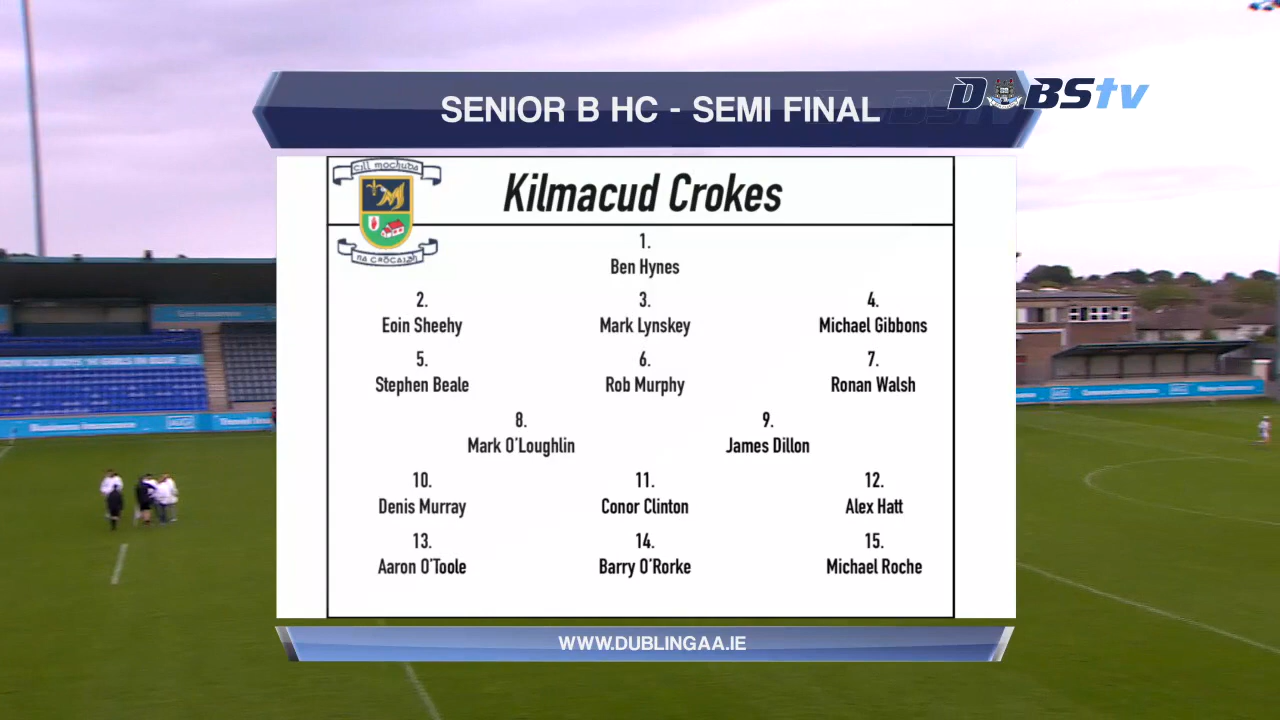 SENIOR B HC - SEMI FINAL
DUBStv
CILL MOCHUDA
Kilmacud Crokes
NA CRÓCAIGH
1.
Ben Hynes
2. 3. 4.
Eoin Sheehy Mark Lynskey Michael Gibbons
5. 6. 7.
Stephen Beale Rob Murphy Ronan Walsh
8. 9.
Mark O'Loughlin James Dillon
10. 11. 12.
Denis Murray Conor Clinton Alex Hatt
13. 14. 15.
Aaron O'Toole Barry O'Rorke Michael Roche
WWW.DUBLINGAA.IE